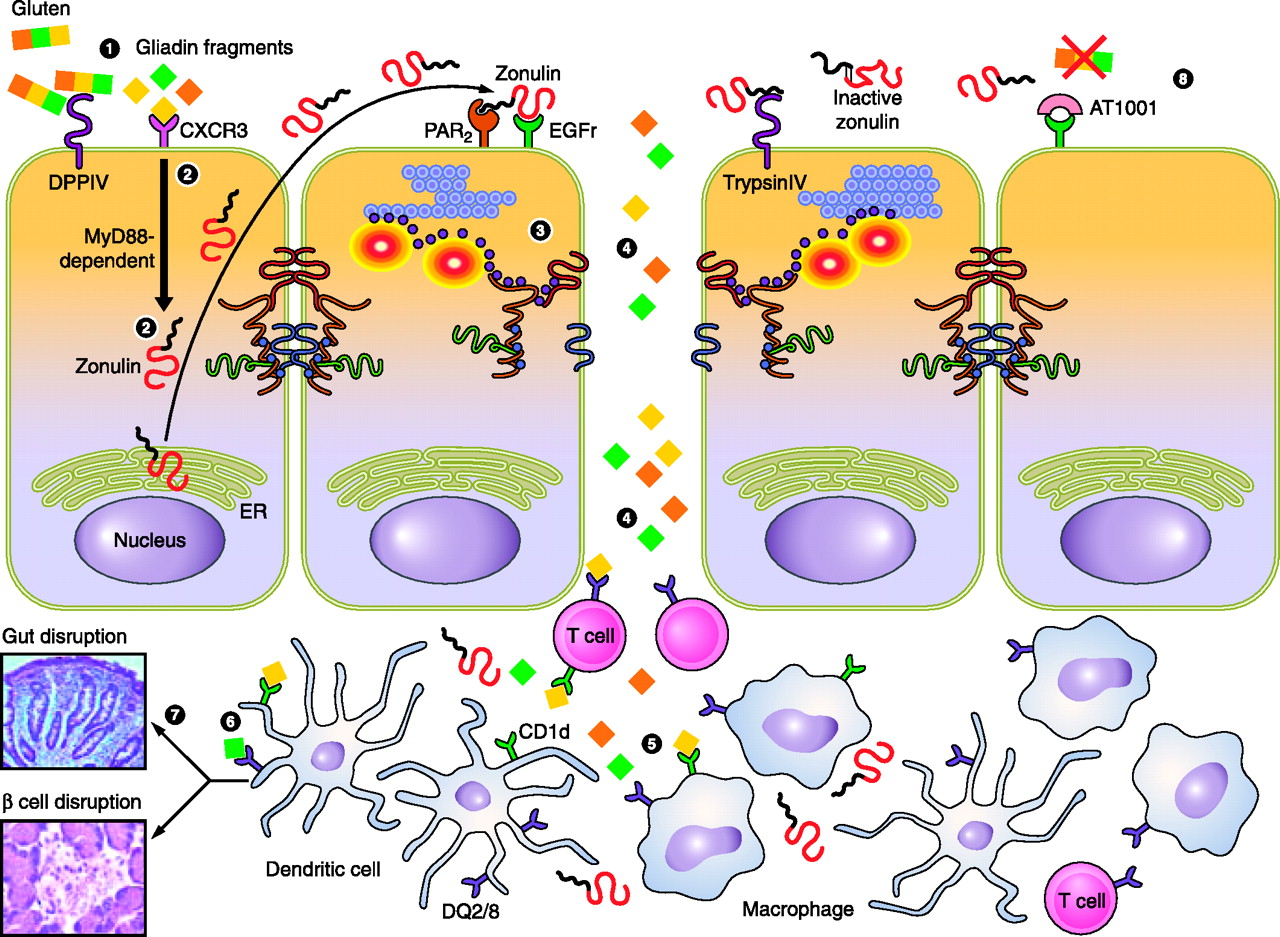 Gluten
1
Gliadin fragments
CXCR3
DPPIV
2
MyD88-
dependent
2
Zonulin
ER
Nucleus
Zonulin
PAR2
EGFr
3
4
4
TrypsinIV
Inactive
zonulin
8
AT1001
T cell
Gut disruption
7
6
β cell disruption
CD1d
5
Dendritic cell
DQ2/8
Macrophage
T cell